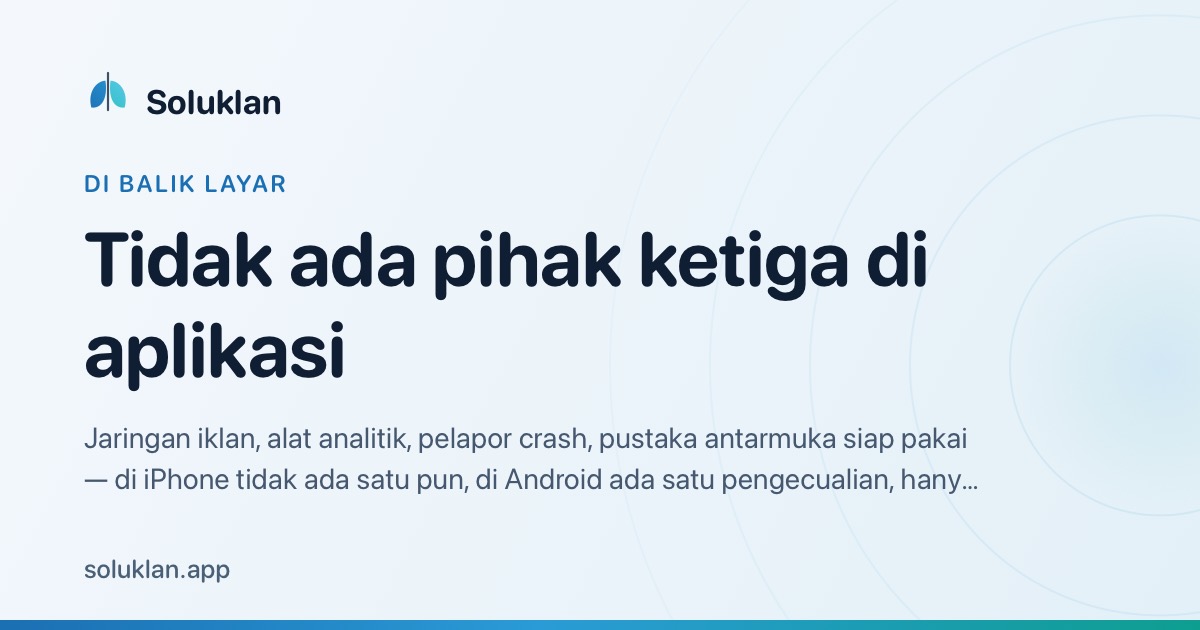 Soluklan
DI BALIK LAYAR
Tidak ada pihak ketiga di
aplikasi
Jaringan iklan, alat analitik, pelapor crash, pustaka antarmuka siap pakai
— di iPhone tidak ada satu pun, di Android ada satu pengecualian, hany…
soluklan.app